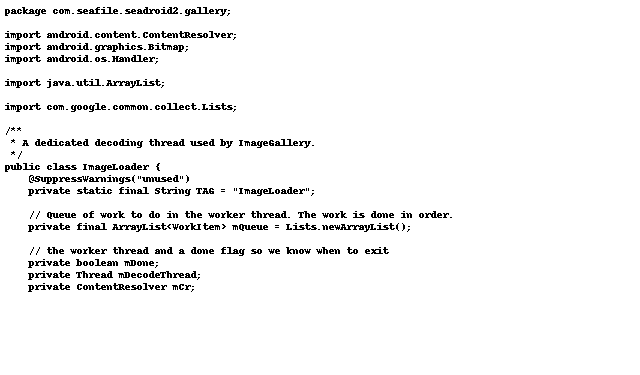 package com.seafile.seadroid2.gallery;

import android.content.ContentResolver;
import android.graphics.Bitmap;
import android.os.Handler;

import java.util.ArrayList;

import com.google.common.collect.Lists;

/**
 * A dedicated decoding thread used by ImageGallery.
 */
public class ImageLoader {
    @SuppressWarnings("unused")
    private static final String TAG = "ImageLoader";

    // Queue of work to do in the worker thread. The work is done in order.
    private final ArrayList<WorkItem> mQueue = Lists.newArrayList();

    // the worker thread and a done flag so we know when to exit
    private boolean mDone;
    private Thread mDecodeThread;
    private ContentResolver mCr;